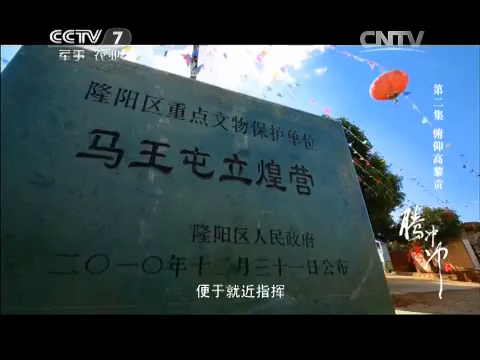 CCTV 7
军事 农业
CNTV
隆阳区重点文物保护单位
马王屯立煌营
隆阳区人民政府
二〇一〇年十二月三十一日公布
第二集 俯仰高黎贡
腾冲
便于就近指挥